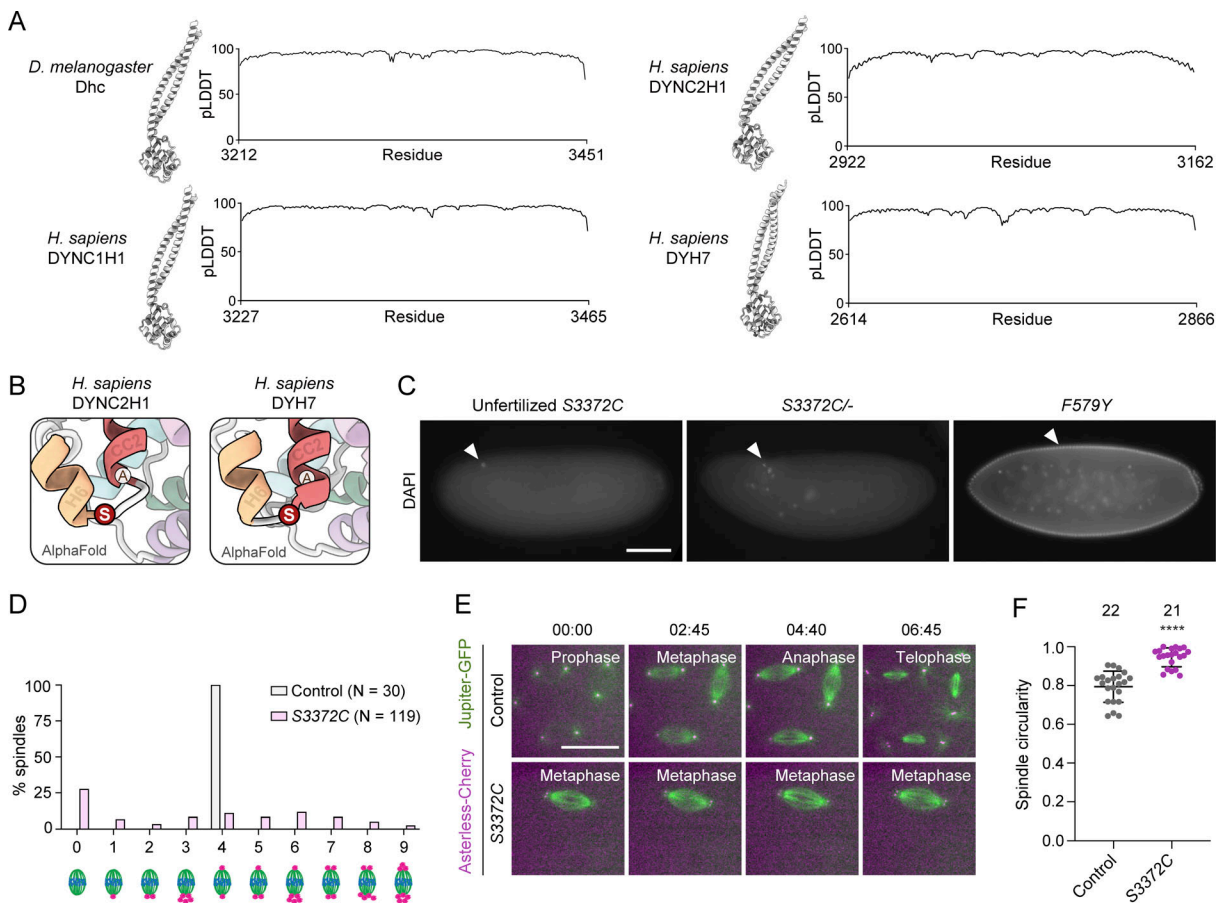 A
D. melanogaster
Dhc
pLDDT
100
50
0
3212
Residue
3451
H. sapiens
DYNC2H1
pLDDT
100
50
0
2922
Residue
3162
H. sapiens
DYNC1H1
pLDDT
100
50
0
3227
Residue
3465
H. sapiens
DYH7
pLDDT
100
50
0
2614
Residue
2866
B
H. sapiens
DYNC2H1
CC2
A
H6
S
AlphaFold
H. sapiens
DYH7
CC2
A
H6
S
AlphaFold
C
Unfertilized S3372C
S3372C/-
F579Y
DAPI
D
% spindles
100
75
50
25
0
Control (N = 30)
S3372C (N = 119)
0 1 2 3 4 5 6 7 8 9
E
Asterless-Cherry Jupiter-GFP
00:00 02:45 04:40 06:45
Control
Prophase Metaphase Anaphase Telophase
S3372C
Metaphase Metaphase Metaphase Metaphase
F
22 21
****
Spindle circularity
1.0
0.8
0.6
0.4
0.2
0.0
Control
S3372C